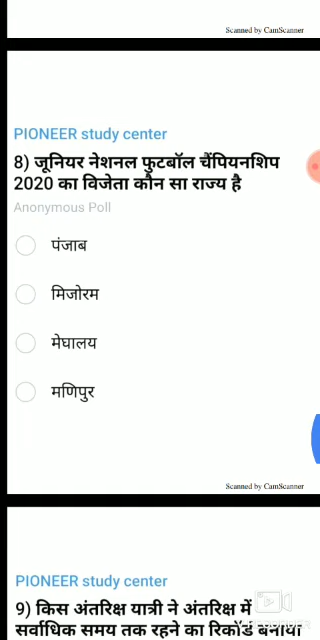 Scanned by CamScanner
PIONEER study center
8) जूनियर नेशनल फुटबॉल चैंपियनशिप
2020 का विजेता कौन सा राज्य है
Anonymous Poll
पंजाब
मिजोरम
मेघालय
मणिपुर
Scanned by CamScanner
PIONEER study center
9) किस अंतरिक्ष यात्री ने अंतरिक्ष में
सर्वाधिक समय तक रहने का रिकॉर्ड बनाया